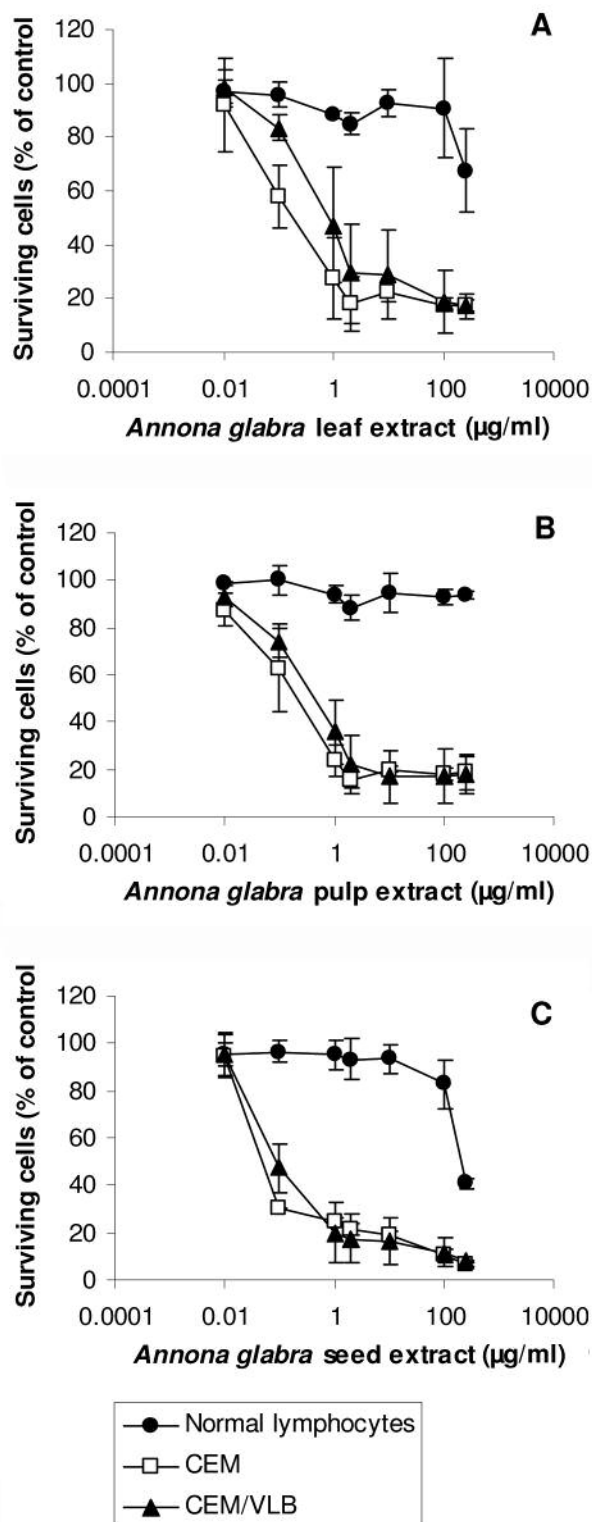 A
Surviving cells (% of control
120
100
80
60
40
20
0
0.0001 0.01 1 100 10000
Annona glabra leaf extract (µg/ml)
B
Surviving cells (% of control
120
100
80
60
40
20
0
0.0001 0.01 1 100 10000
Annona glabra pulp extract (µg/ml)
C
Surviving cells (% of control
120
100
80
60
40
20
0
0.0001 0.01 1 100 10000
Annona glabra seed extract (µg/ml)
Normal lymphocytes
CEM
CEM/VLB